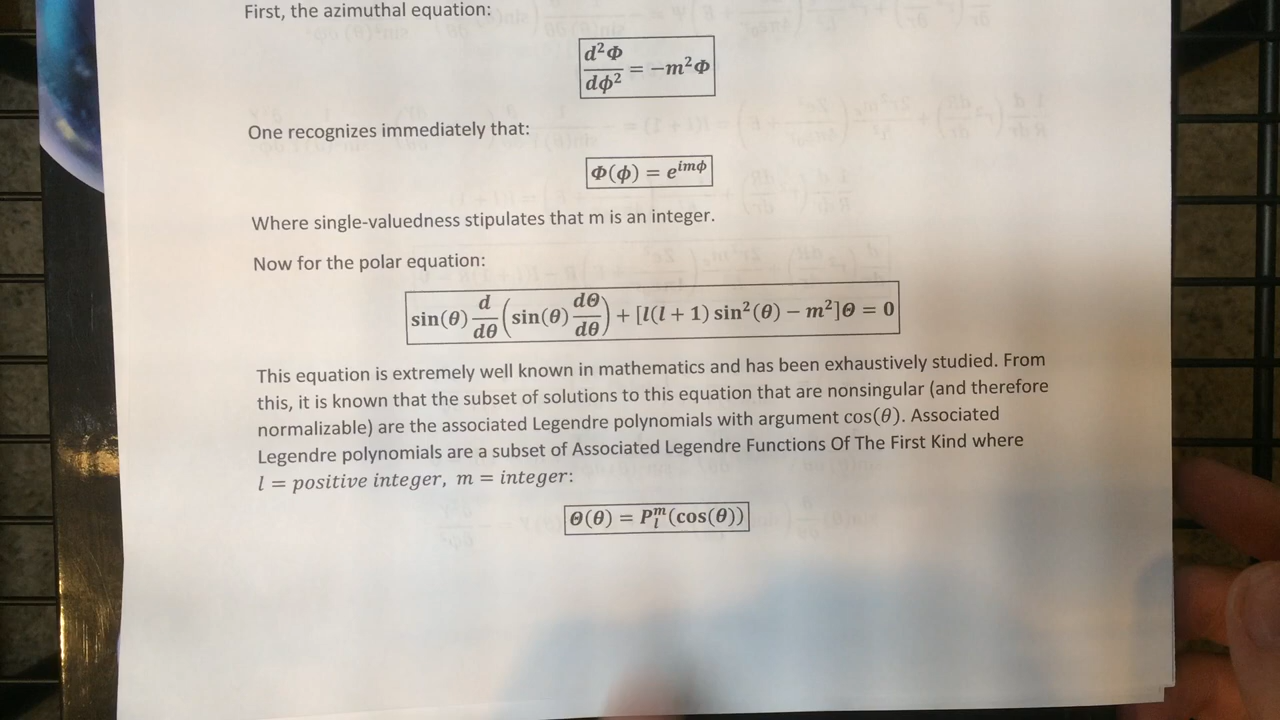 First, the azimuthal equation:
d²Φ/dϕ² = −m²Φ
One recognizes immediately that:
Φ(ϕ) = e^{imϕ}
Where single-valuedness stipulates that m is an integer.
Now for the polar equation:
sin(θ) d/dθ (sin(θ) dΘ/dθ) + [l(l + 1) sin²(θ) − m²]Θ = 0
This equation is extremely well known in mathematics and has been exhaustively studied. From
this, it is known that the subset of solutions to this equation that are nonsingular (and therefore
normalizable) are the associated Legendre polynomials with argument cos(θ). Associated
Legendre polynomials are a subset of Associated Legendre Functions Of The First Kind where
l = positive integer, m = integer:
Θ(θ) = P_l^m(cos(θ))